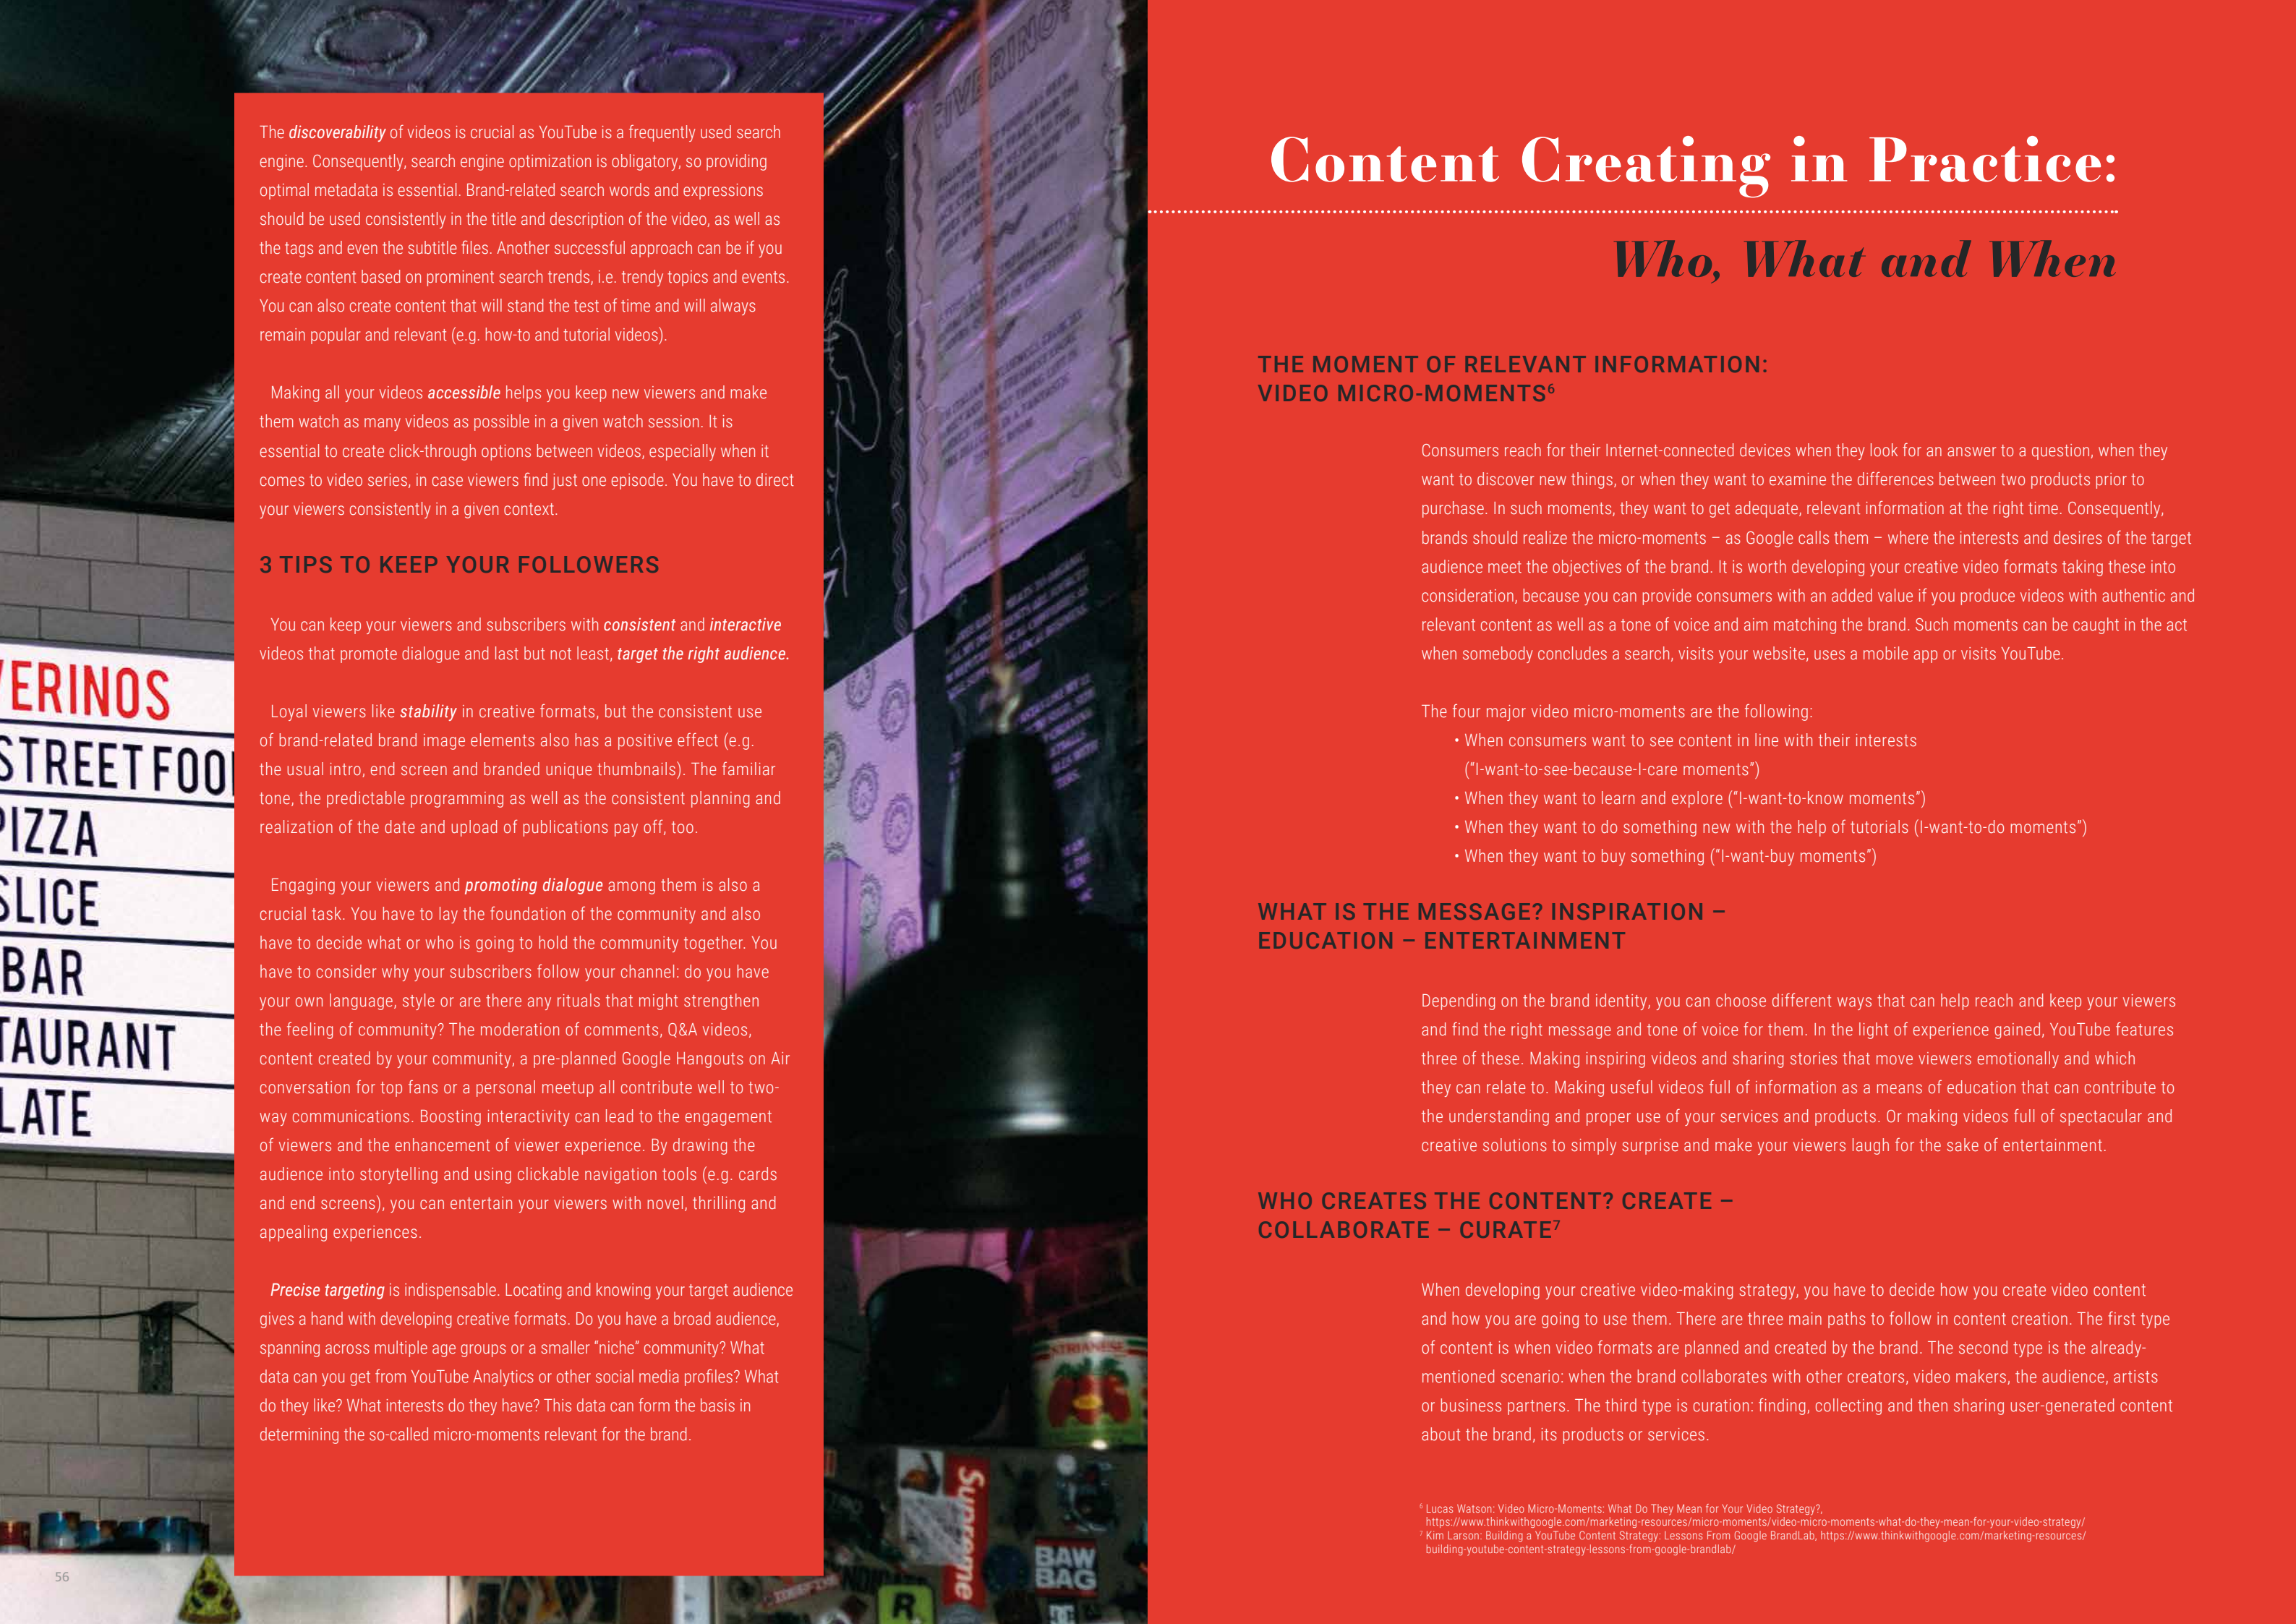 The discoverability of videos is crucial as YouTube is a frequently used search
engine. Consequently, search engine optimization is obligatory, so providing
optimal metadata is essential. Brand-related search words and expressions
should be used consistently in the title and description of the video, as well as
the tags and even the subtitle files. Another successful approach can be if you
create content based on prominent search trends, i.e. trendy topics and events.
You can also create content that will stand the test of time and will always
remain popular and relevant (e.g. how-to and tutorial videos).
Making all your videos accessible helps you keep new viewers and make
them watch as many videos as possible in a given watch session. It is
essential to create click-through options between videos, especially when it
comes to video series, in case viewers find just one episode. You have to direct
your viewers consistently in a given context.
3 TIPS TO KEEP YOUR FOLLOWERS
You can keep your viewers and subscribers with consistent and interactive
videos that promote dialogue and last but not least, target the right audience.
Loyal viewers like stability in creative formats, but the consistent use
of brand-related brand image elements also has a positive effect (e.g.
the usual intro, end screen and branded unique thumbnails). The familiar
tone, the predictable programming as well as the consistent planning and
realization of the date and upload of publications pay off, too.
Engaging your viewers and promoting dialogue among them is also a
crucial task. You have to lay the foundation of the community and also
have to decide what or who is going to hold the community together. You
have to consider why your subscribers follow your channel: do you have
your own language, style or are there any rituals that might strengthen
the feeling of community? The moderation of comments, Q&A videos,
content created by your community, a pre-planned Google Hangouts on Air
conversation for top fans or a personal meetup all contribute well to two-
way communications. Boosting interactivity can lead to the engagement
of viewers and the enhancement of viewer experience. By drawing the
audience into storytelling and using clickable navigation tools (e.g. cards
and end screens), you can entertain your viewers with novel, thrilling and
appealing experiences.
Precise targeting is indispensable. Locating and knowing your target audience
gives a hand with developing creative formats. Do you have a broad audience,
spanning across multiple age groups or a smaller “niche” community? What
data can you get from YouTube Analytics or other social media profiles? What
do they like? What interests do they have? This data can form the basis in
determining the so-called micro-moments relevant for the brand.
VERINOS
STREET FOO
PIZZA
SLICE
BAR
TAURANT
LATE
Supreme
BAW
BAG
R
56
Content Creating in Practice:
Who, What and When
THE MOMENT OF RELEVANT INFORMATION:
VIDEO MICRO-MOMENTS⁶
Consumers reach for their Internet-connected devices when they look for an answer to a question, when they
want to discover new things, or when they want to examine the differences between two products prior to
purchase. In such moments, they want to get adequate, relevant information at the right time. Consequently,
brands should realize the micro-moments – as Google calls them – where the interests and desires of the target
audience meet the objectives of the brand. It is worth developing your creative video formats taking these into
consideration, because you can provide consumers with an added value if you produce videos with authentic and
relevant content as well as a tone of voice and aim matching the brand. Such moments can be caught in the act
when somebody concludes a search, visits your website, uses a mobile app or visits YouTube.
The four major video micro-moments are the following:
• When consumers want to see content in line with their interests
(“I-want-to-see-because-I-care moments”)
• When they want to learn and explore (“I-want-to-know moments”)
• When they want to do something new with the help of tutorials (I-want-to-do moments”)
• When they want to buy something (“I-want-buy moments”)
WHAT IS THE MESSAGE? INSPIRATION –
EDUCATION – ENTERTAINMENT
Depending on the brand identity, you can choose different ways that can help reach and keep your viewers
and find the right message and tone of voice for them. In the light of experience gained, YouTube features
three of these. Making inspiring videos and sharing stories that move viewers emotionally and which
they can relate to. Making useful videos full of information as a means of education that can contribute to
the understanding and proper use of your services and products. Or making videos full of spectacular and
creative solutions to simply surprise and make your viewers laugh for the sake of entertainment.
WHO CREATES THE CONTENT? CREATE –
COLLABORATE – CURATE⁷
When developing your creative video-making strategy, you have to decide how you create video content
and how you are going to use them. There are three main paths to follow in content creation. The first type
of content is when video formats are planned and created by the brand. The second type is the already-
mentioned scenario: when the brand collaborates with other creators, video makers, the audience, artists
or business partners. The third type is curation: finding, collecting and then sharing user-generated content
about the brand, its products or services.
⁶ Lucas Watson: Video Micro-Moments: What Do They Mean for Your Video Strategy?,
https://www.thinkwithgoogle.com/marketing-resources/micro-moments/video-micro-moments-what-do-they-mean-for-your-video-strategy/
⁷ Kim Larson: Building a YouTube Content Strategy: Lessons From Google BrandLab, https://www.thinkwithgoogle.com/marketing-resources/
building-youtube-content-strategy-lessons-from-google-brandlab/